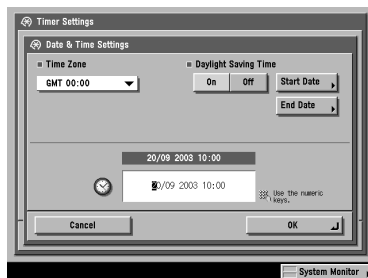 Timer Settings
Date & Time Settings
Time Zone
Daylight Saving Time
GMT 00:00
On Off Start Date
End Date
20/09 2003 10:00
20/09 2003 10:00
Use the numeric
keys.
Cancel OK
System Monitor